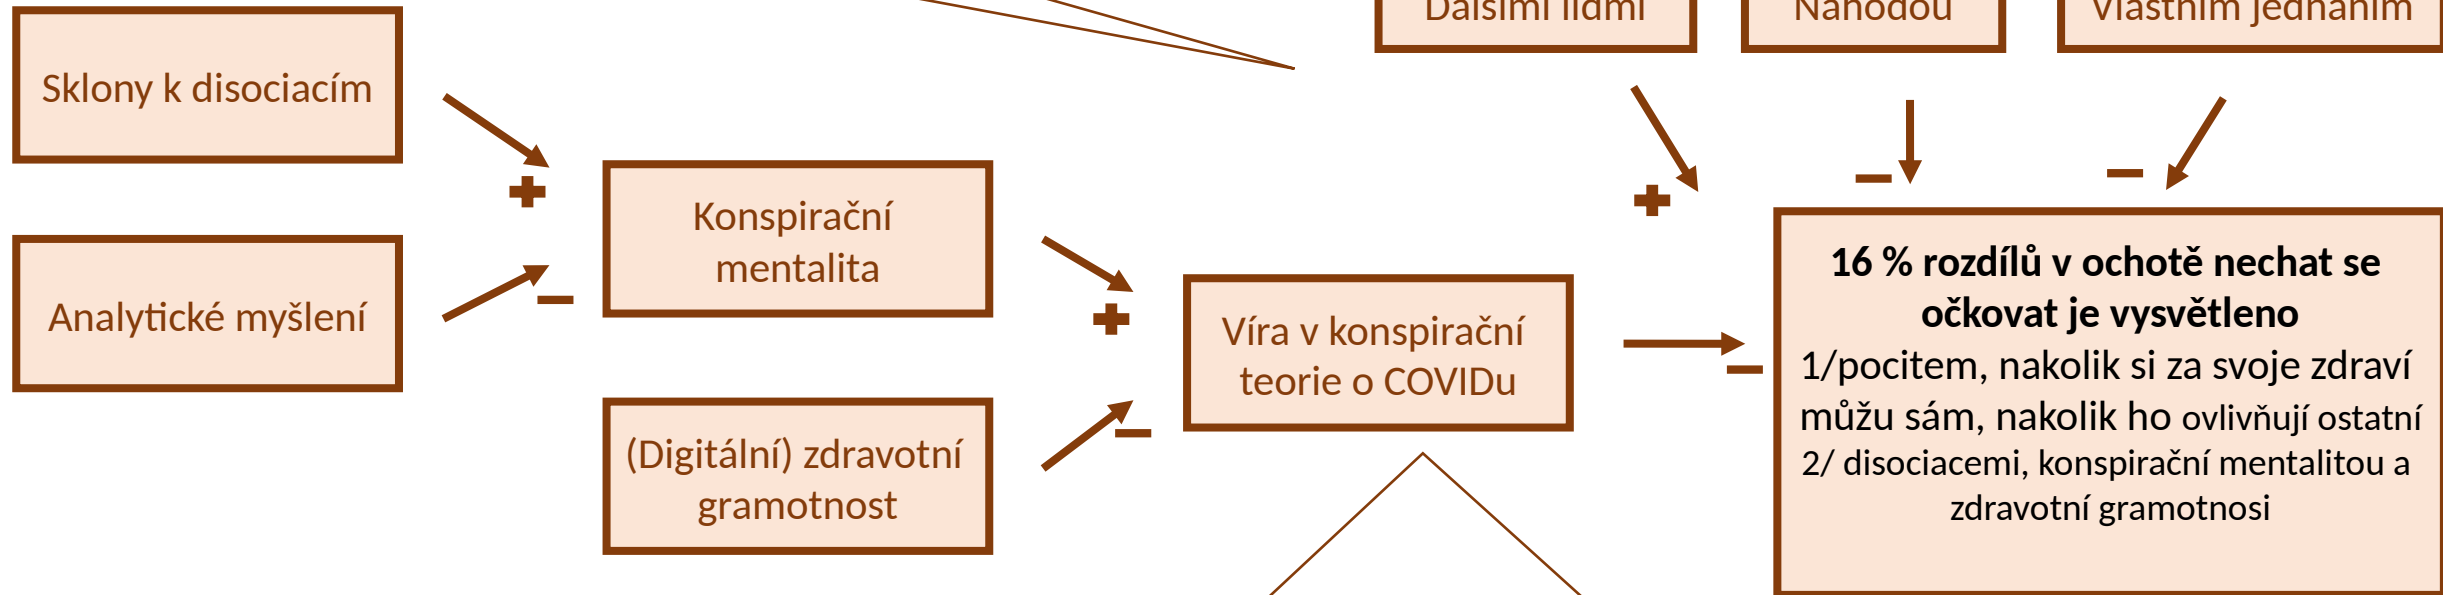 Dalšími lidmi
Náhodou
Vlastním jednáním
Sklony k disociacím
Analytické myšlení
Konspirační
mentalita
(Digitální) zdravotní
gramotnost
Víra v konspirační
teorie o COVIDu
16 % rozdílů v ochotě nechat se
očkovat je vysvětleno
1/pocitem, nakolik si za svoje zdraví
můžu sám, nakolik ho ovlivňují ostatní
2/ disociacemi, konspirační mentalitou a
zdravotní gramotnosi